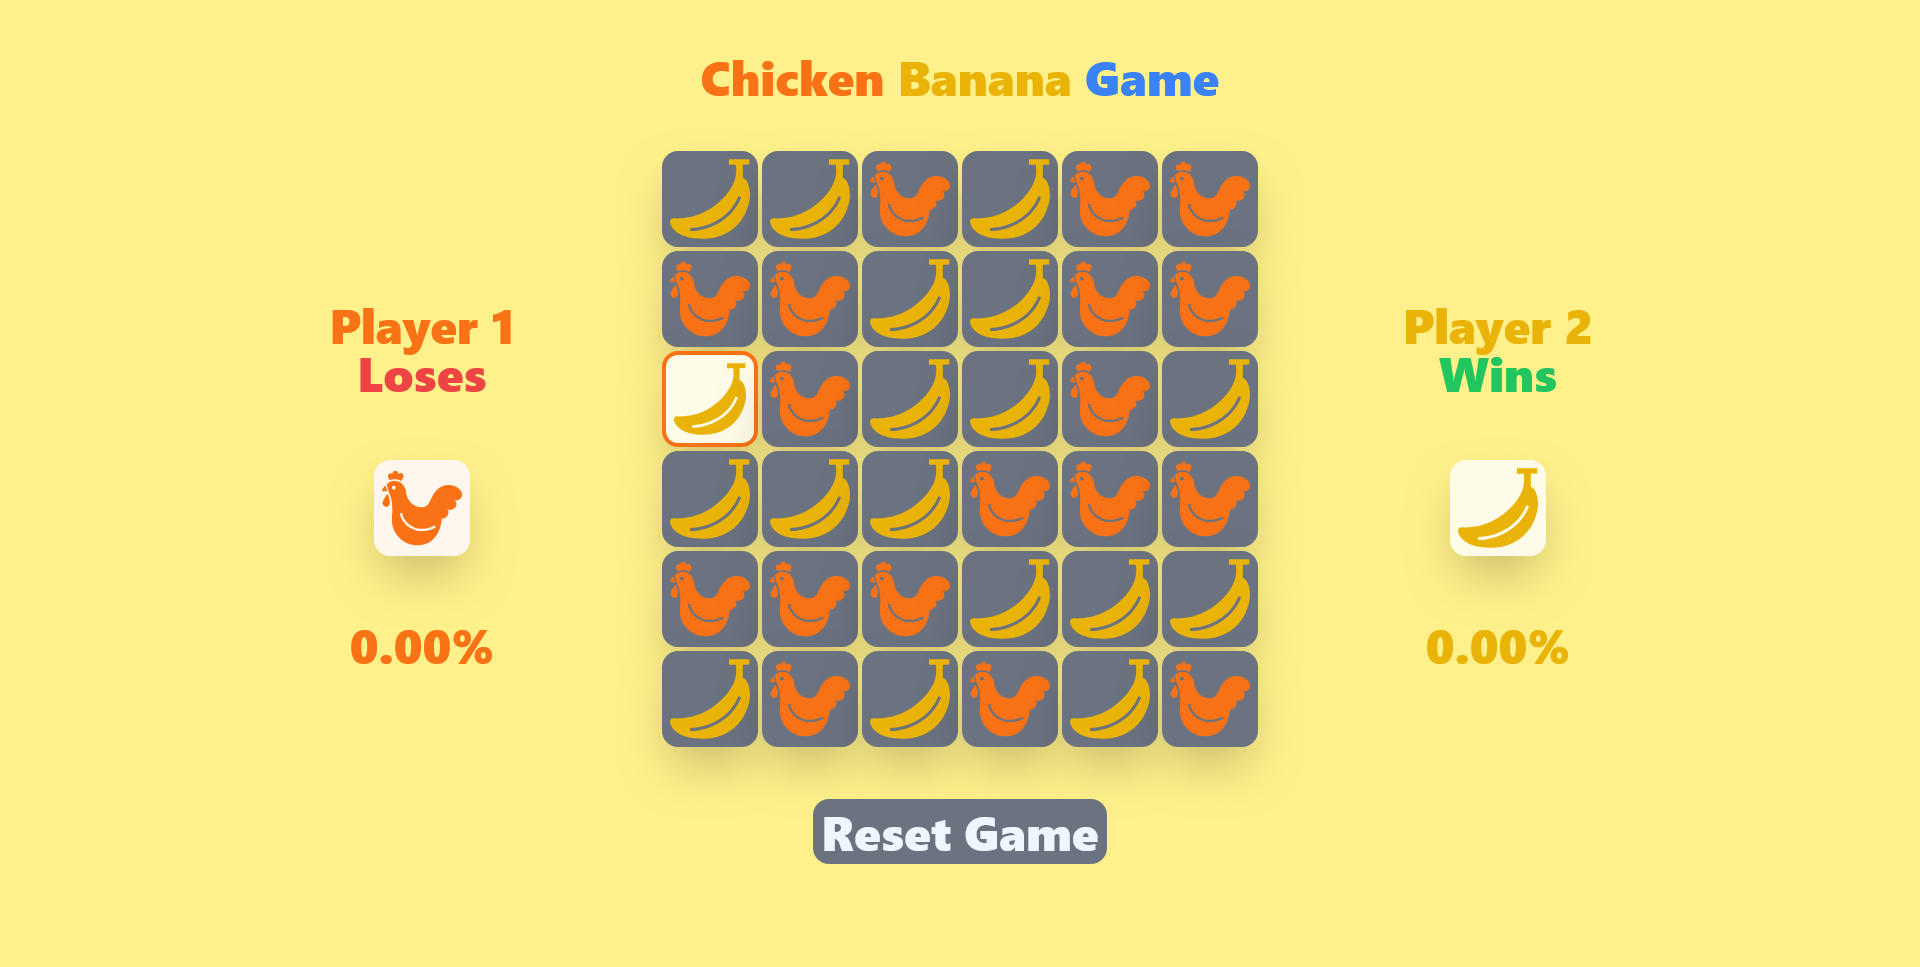 Chicken Banana Game
Player 1
Loses
0.00%
Player 2
Wins
0.00%
Reset Game